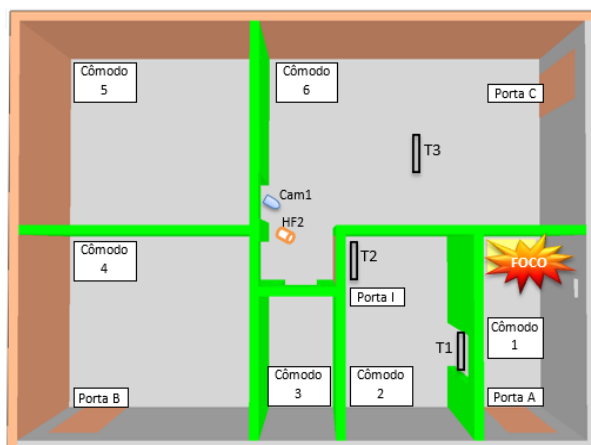 Cômodo
5
Cômodo
6
Porta C
T3
Cam1
HF2
Cômodo
4
T2
FOCO
Porta I
Cômodo
1
T1
Cômodo
3
Cômodo
2
Porta B
Porta A